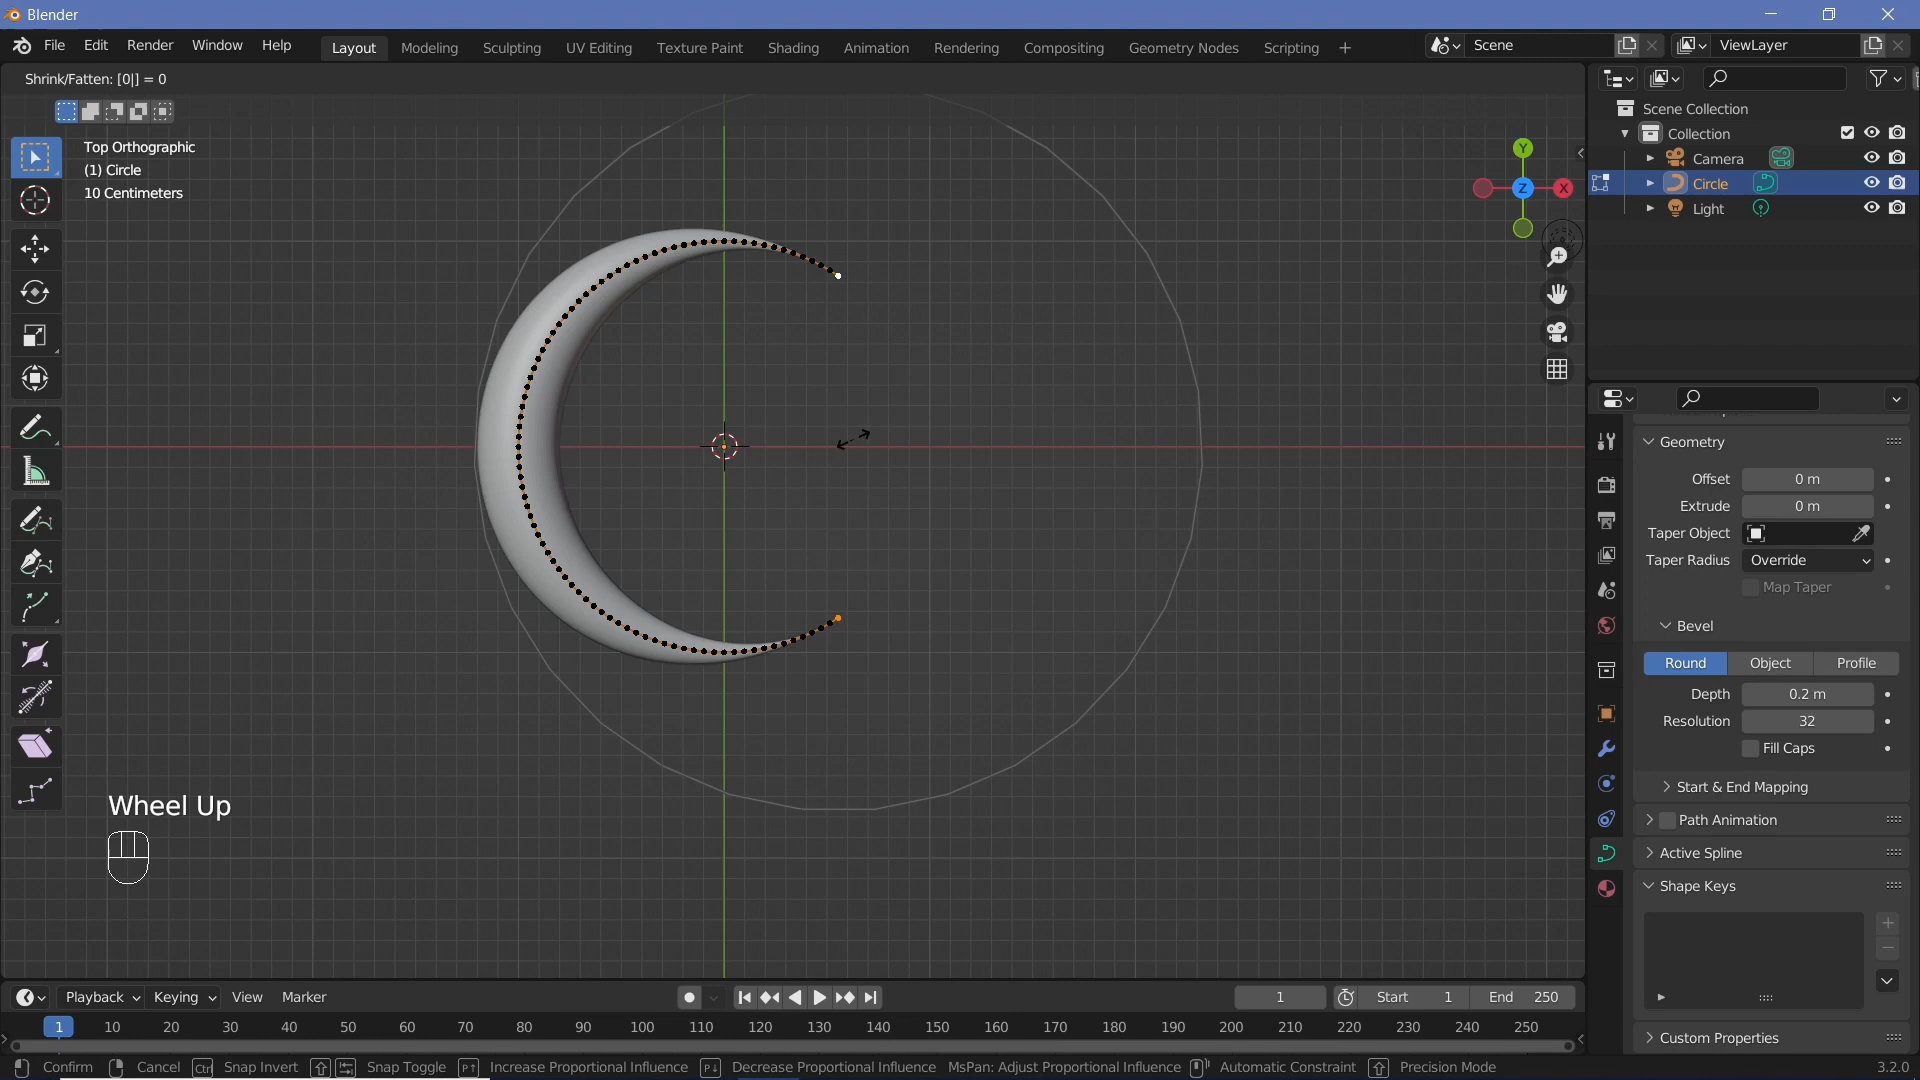 Blender
File Edit Render Window Help Layout Modeling Sculpting UV Editing Texture Paint Shading Animation Rendering Compositing Geometry Nodes Scripting + Scene ViewLayer
Shrink/Fatten: [0|] = 0
Top Orthographic
(1) Circle
10 Centimeters
Y
Z X
Scene Collection
Collection
Camera
Circle
Light
Geometry
Offset 0 m
Extrude 0 m
Taper Object
Taper Radius Override
Map Taper
Bevel
Round Object Profile
Depth 0.2 m
Resolution 32
Fill Caps
Start & End Mapping
Path Animation
Active Spline
Shape Keys
Custom Properties
Wheel Up
Playback Keying View Marker 1 Start 1 End 250
1 10 20 30 40 50 60 70 80 90 100 110 120 130 140 150 160 170 180 190 200 210 220 230 240 250
Confirm Cancel Ctrl Snap Invert Snap Toggle P↑ Increase Proportional Influence P↓ Decrease Proportional Influence MsPan: Adjust Proportional Influence Automatic Constraint Precision Mode 3.2.0